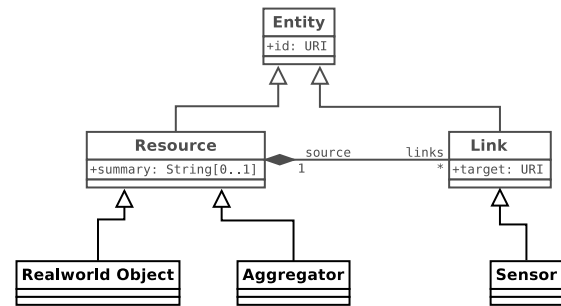 Entity
+id: URI
Resource
+summary: String[0..1]
source
links
1
*
Link
+target: URI
Realworld Object
Aggregator
Sensor